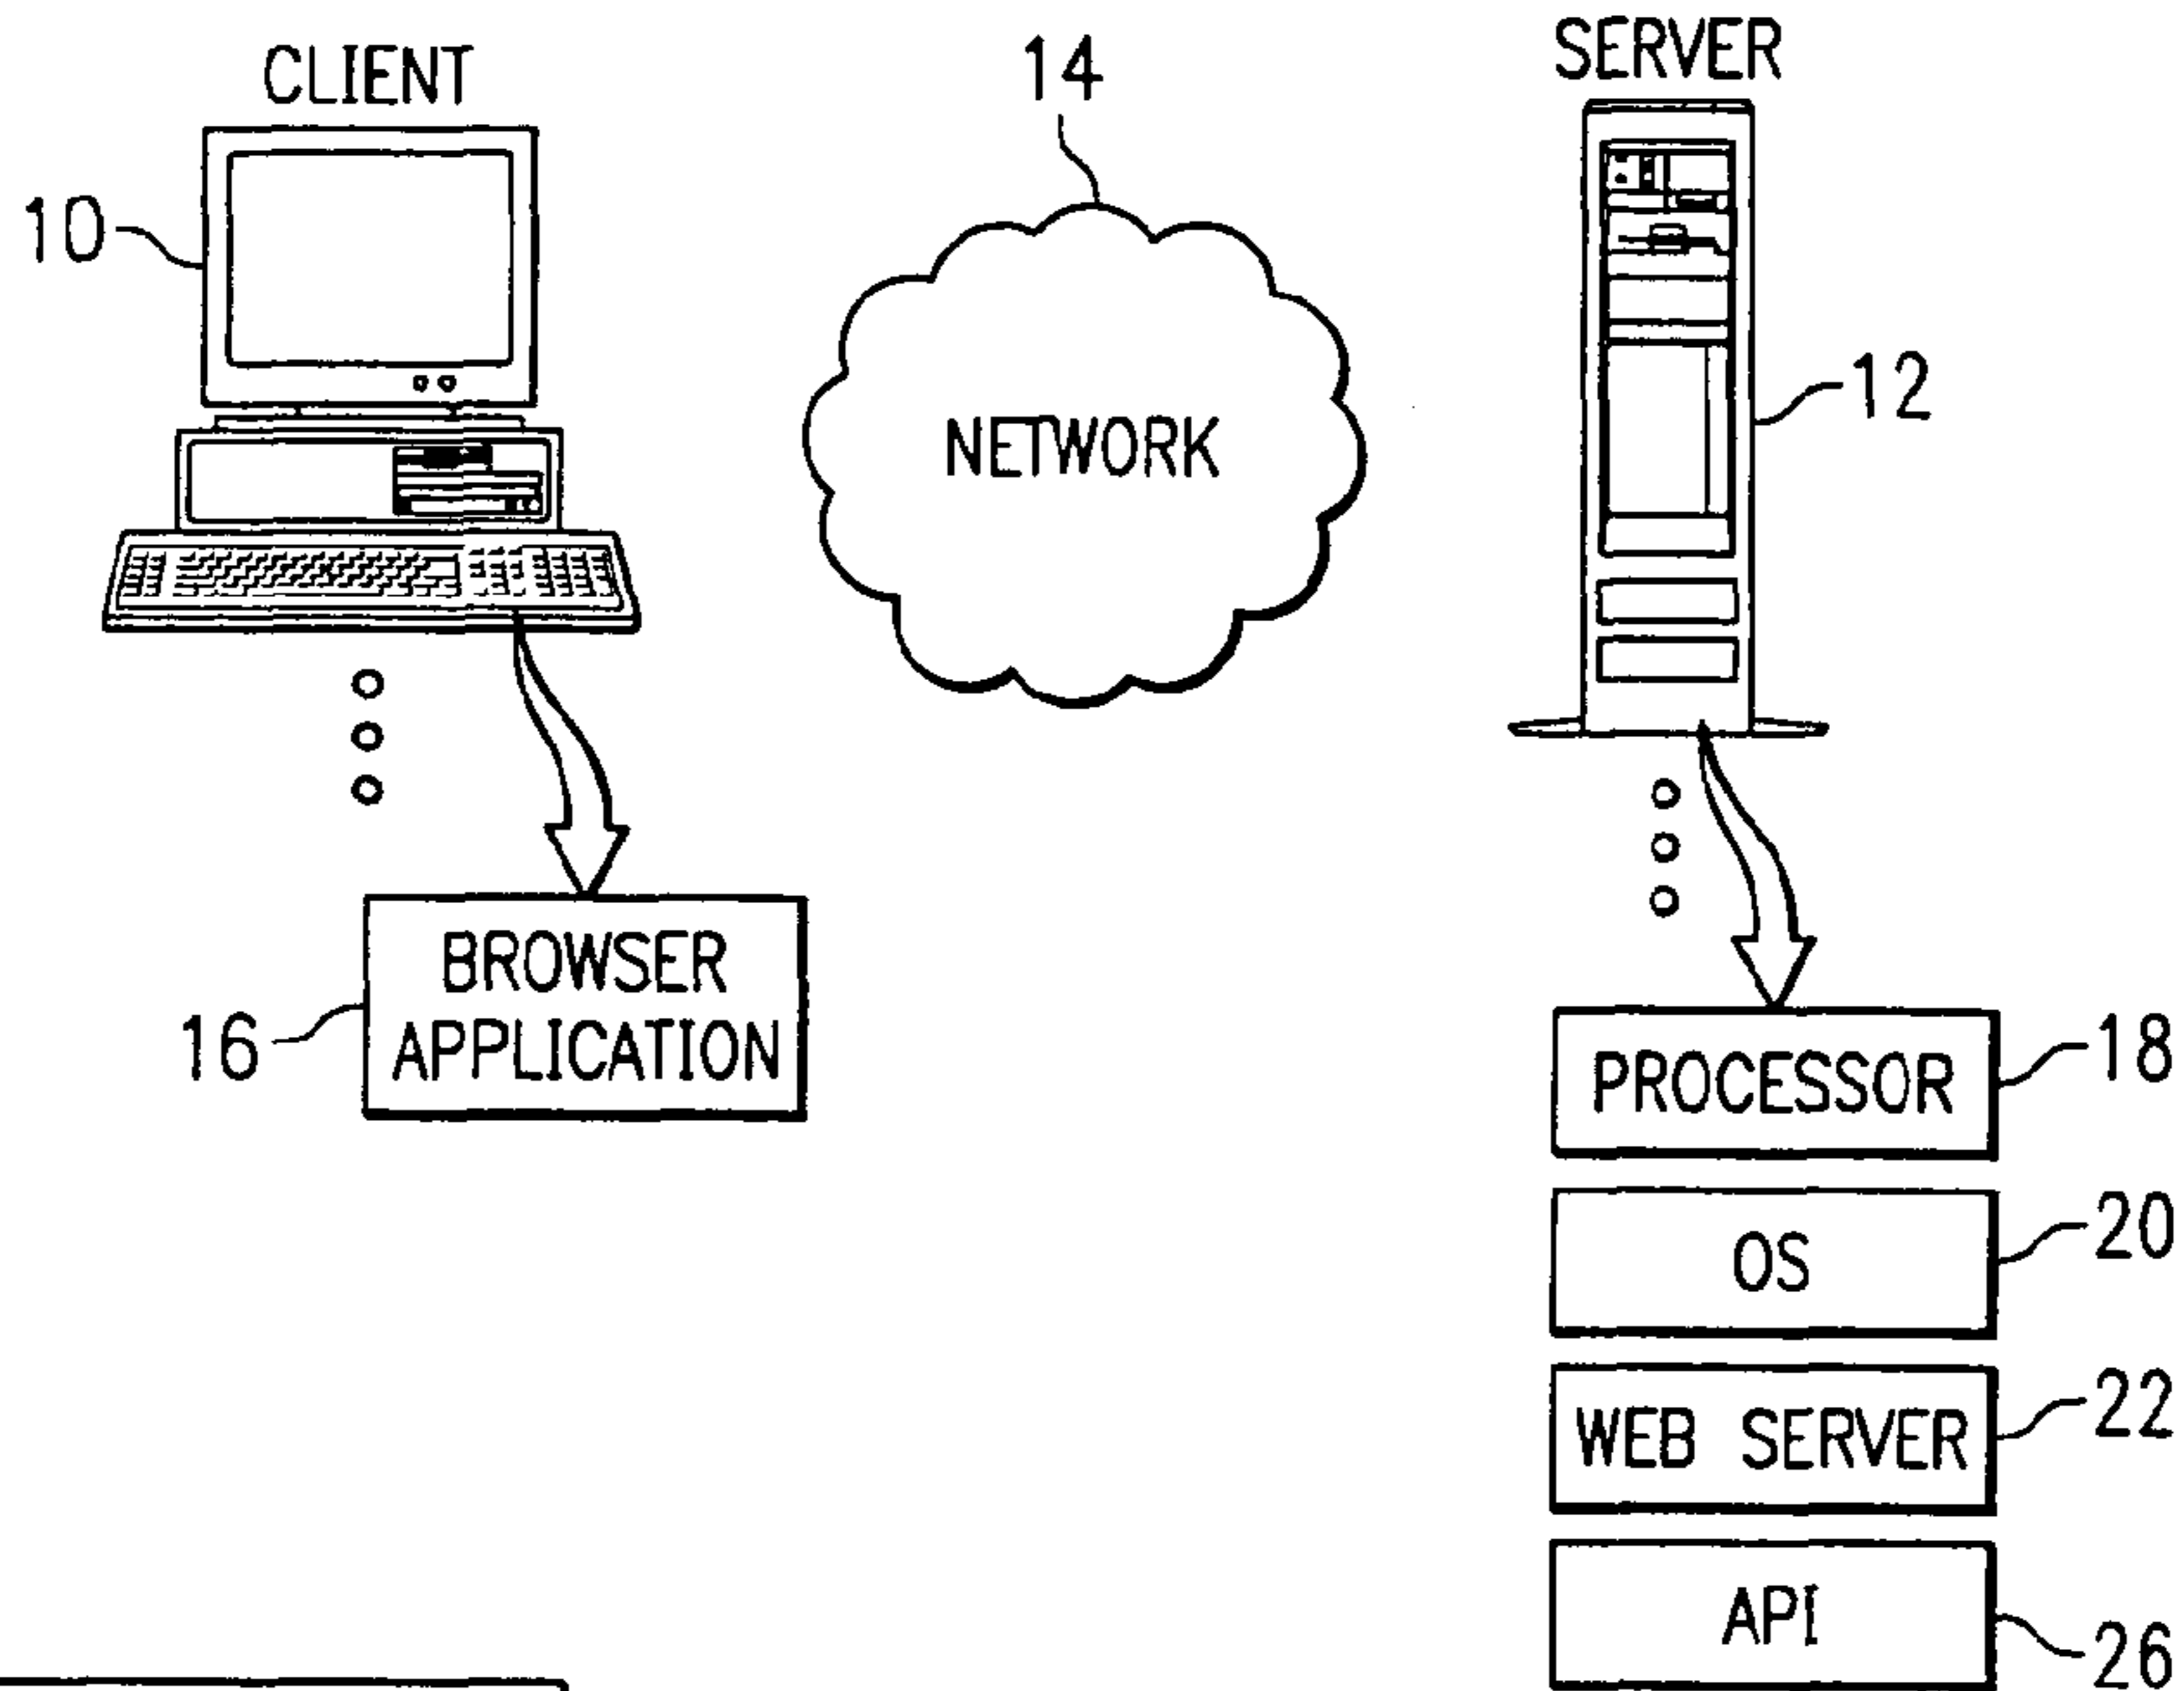 CLIENT
14
SERVER
10
12
NETWORK
BROWSER
APPLICATION
16
PROCESSOR
18
OS
20
WEB SERVER
22
API
26